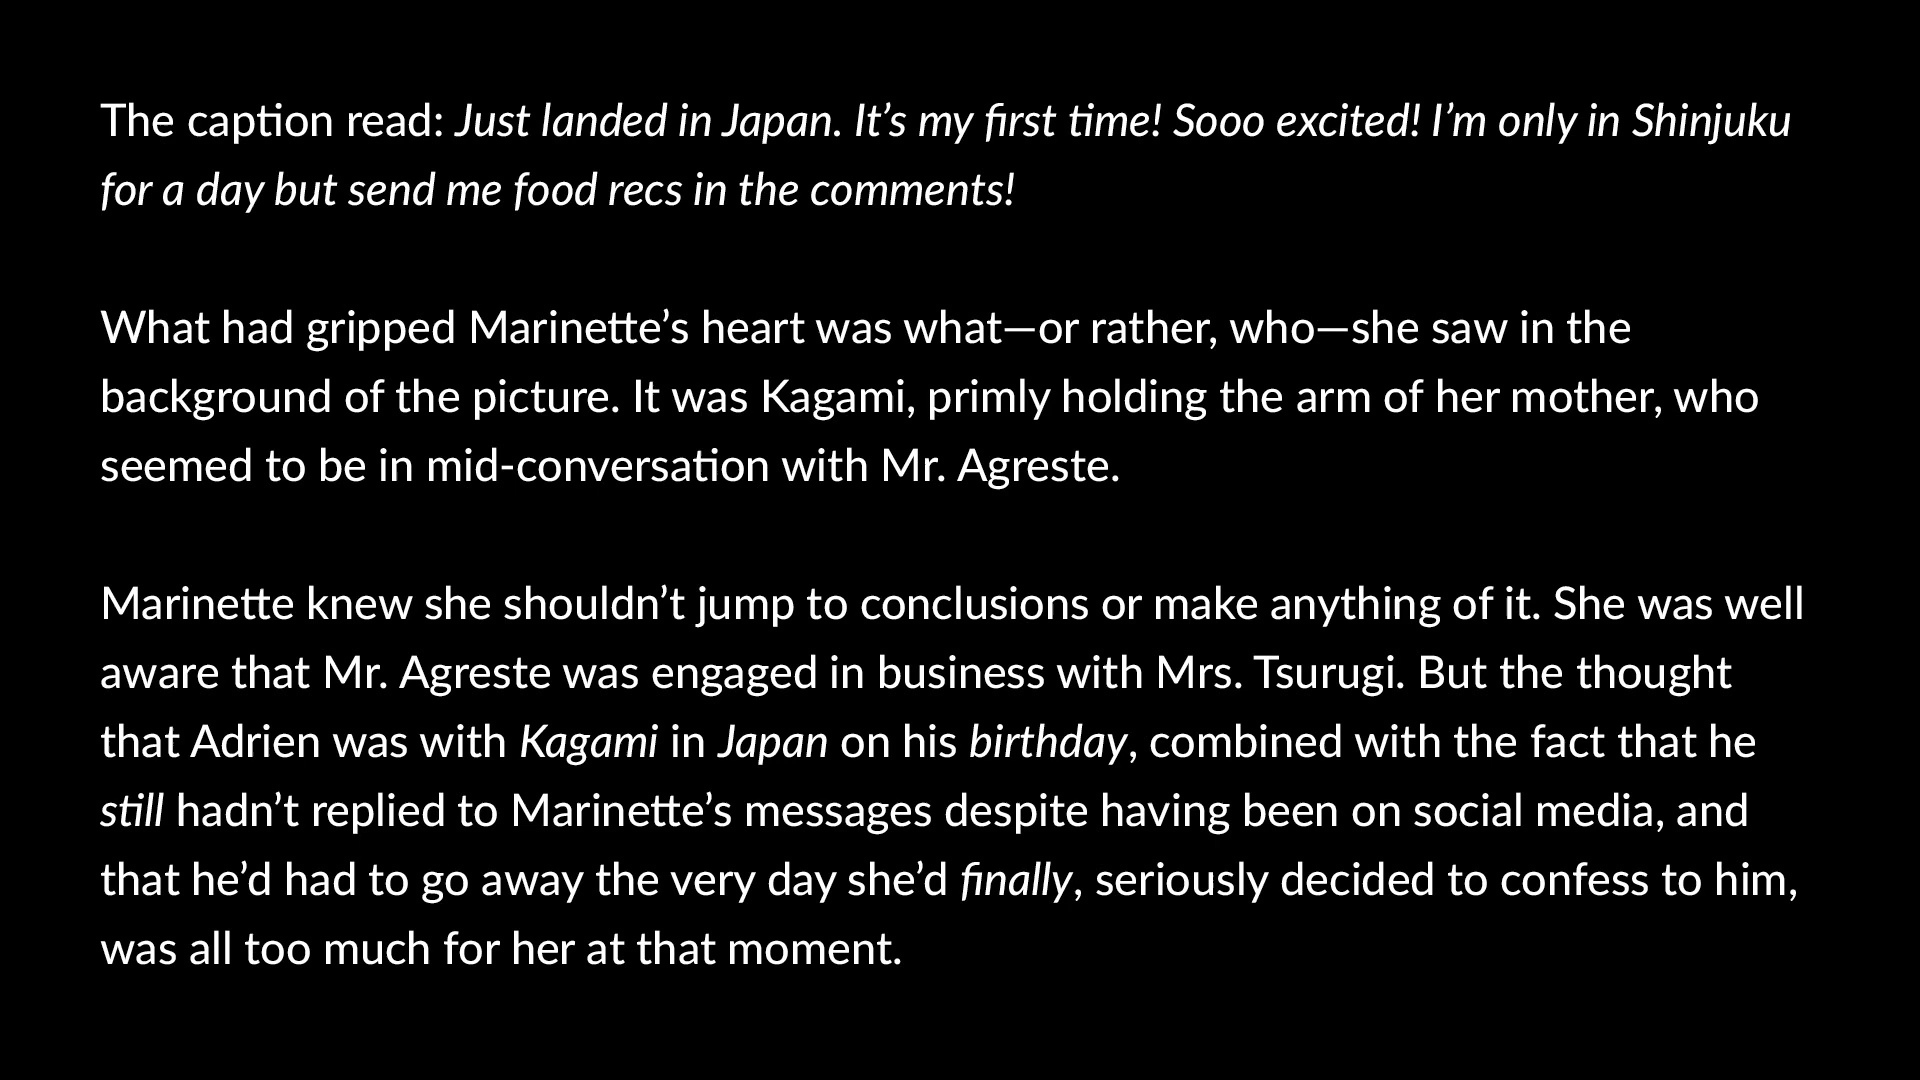 The caption read: Just landed in Japan. It’s my first time! Sooo excited! I’m only in Shinjuku
for a day but send me food recs in the comments!
What had gripped Marinette’s heart was what—or rather, who—she saw in the
background of the picture. It was Kagami, primly holding the arm of her mother, who
seemed to be in mid-conversation with Mr. Agreste.
Marinette knew she shouldn’t jump to conclusions or make anything of it. She was well
aware that Mr. Agreste was engaged in business with Mrs. Tsurugi. But the thought
that Adrien was with Kagami in Japan on his birthday, combined with the fact that he
still hadn’t replied to Marinette’s messages despite having been on social media, and
that he’d had to go away the very day she’d finally, seriously decided to confess to him,
was all too much for her at that moment.